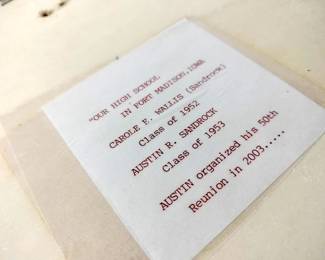 "OUR HIGH SCHOOL
IN FORT MADISON, IOWA
CAROLE E. WALLIS (Sandrock)
Class of 1952
AUSTIN R. SANDROCK
Class of 1953
AUSTIN organized his 50th
Reunion in 2003.....